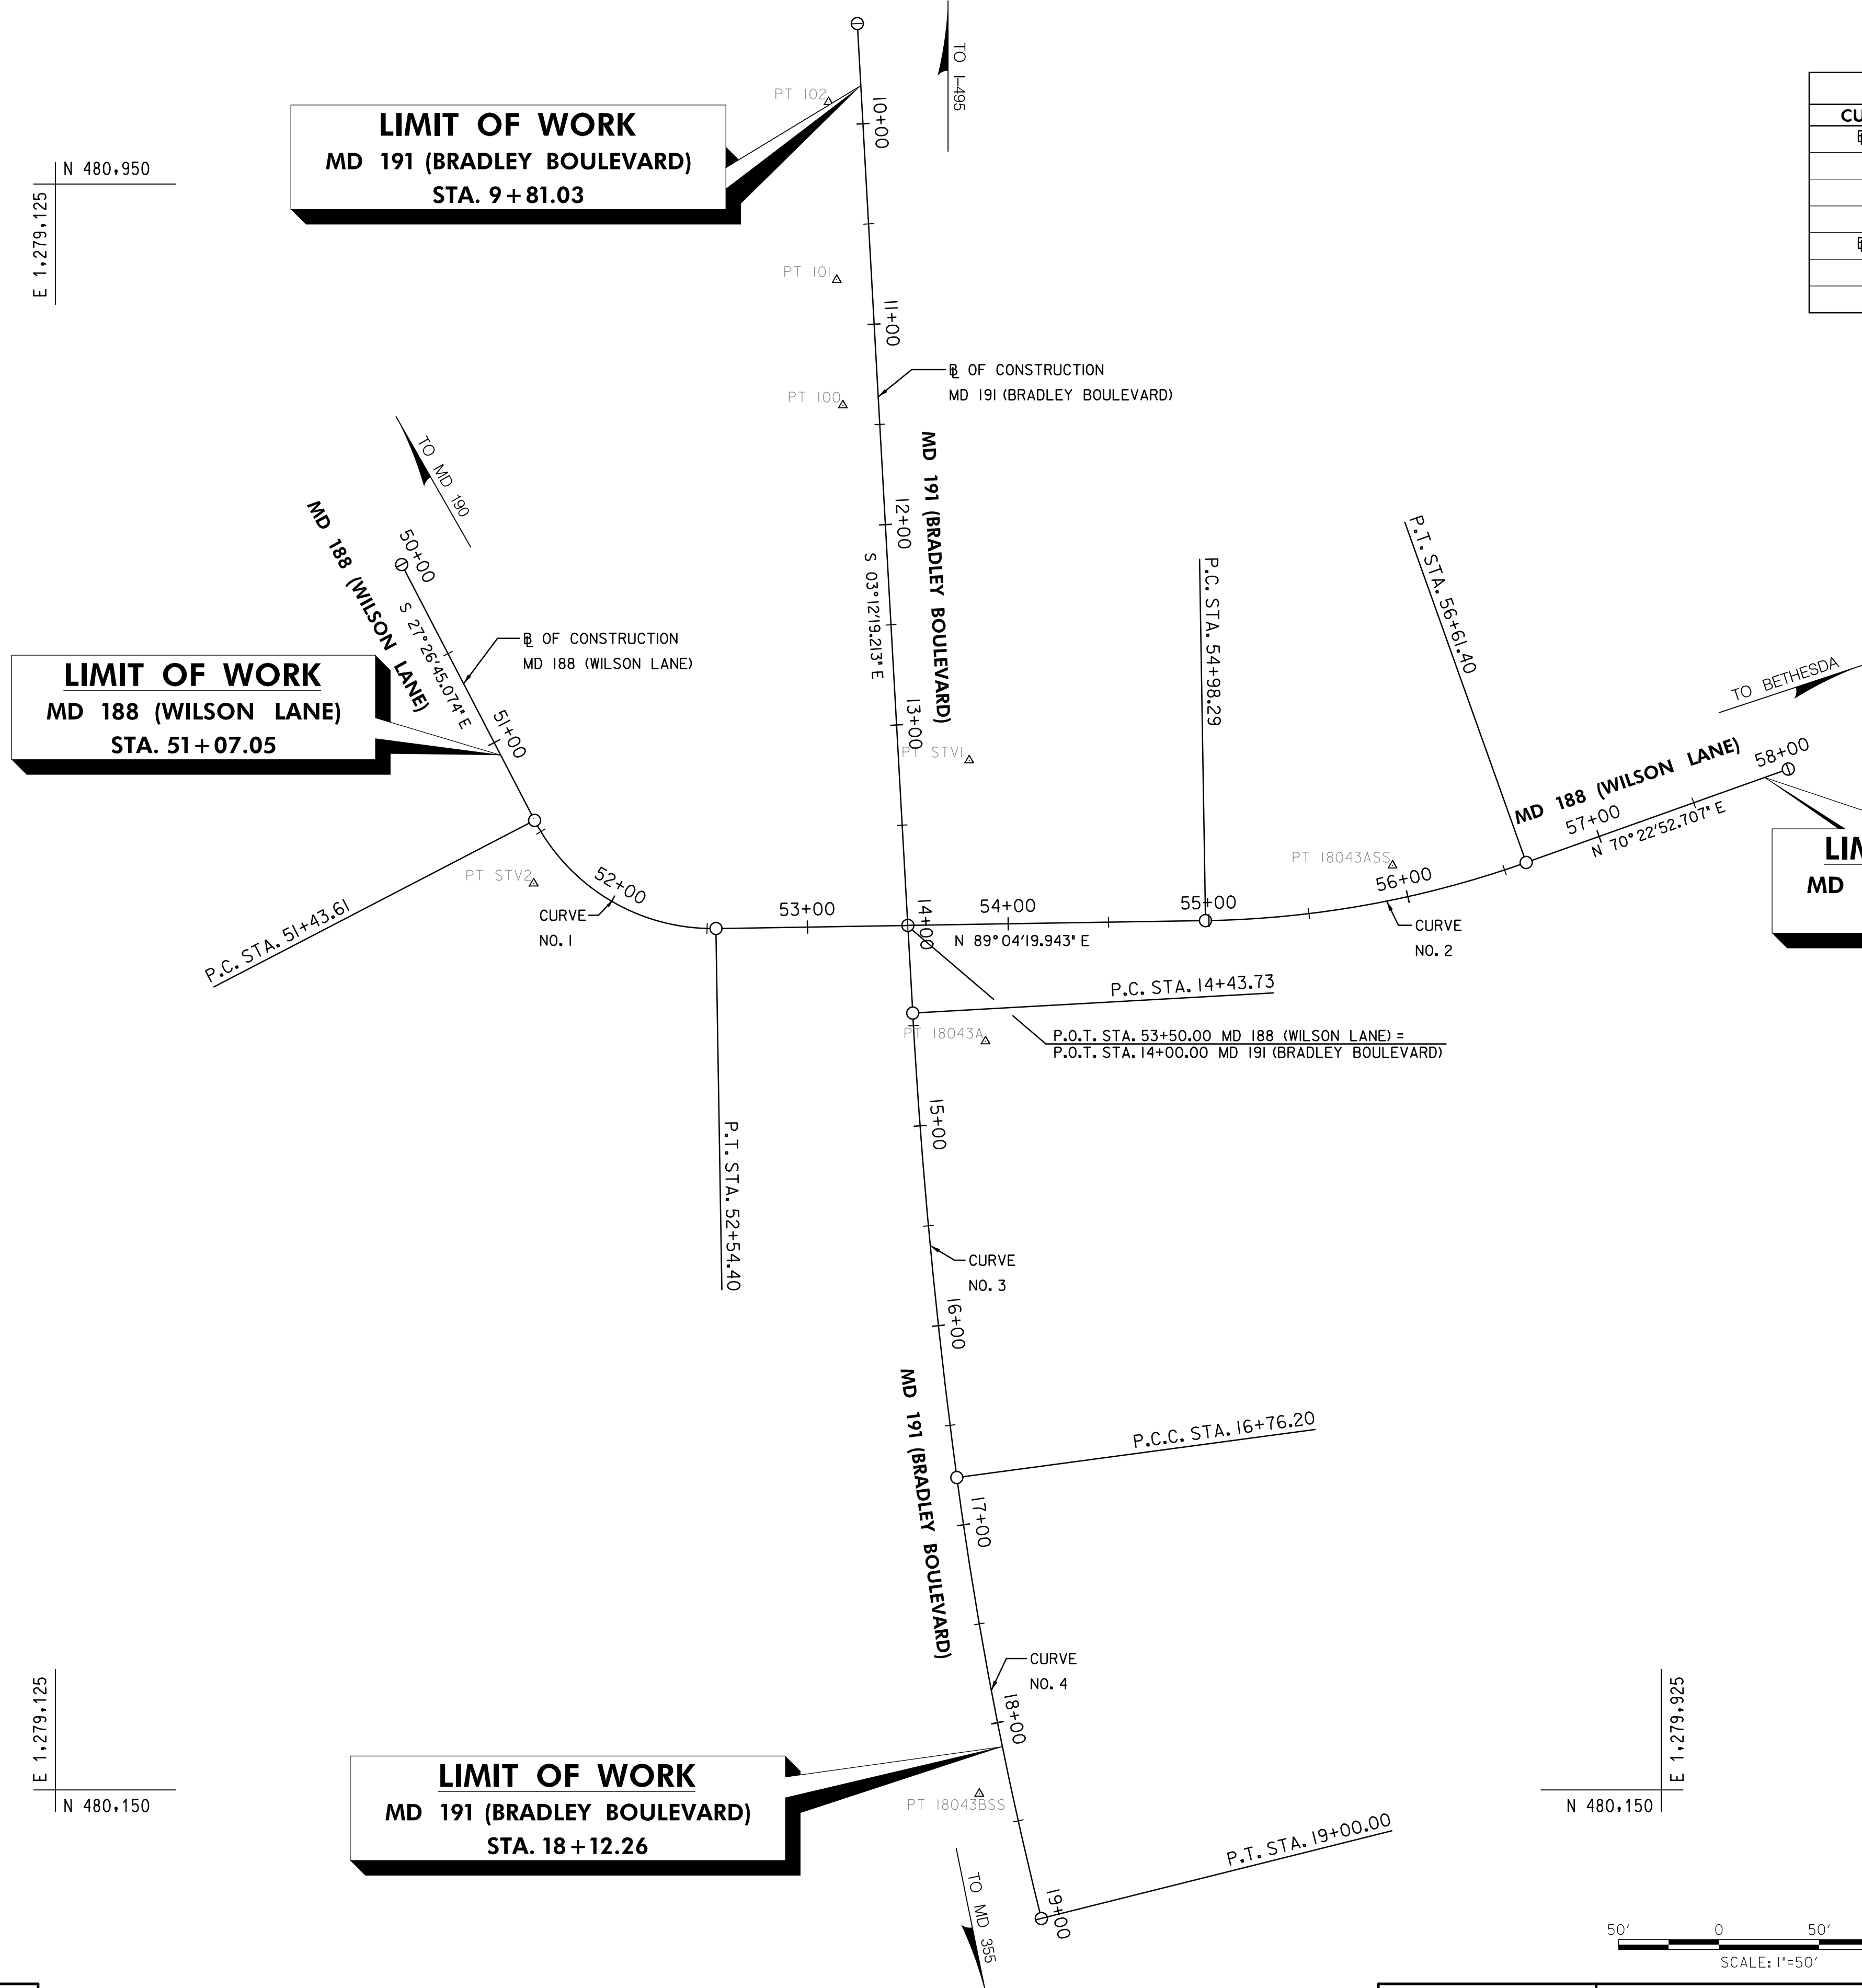 TO I-495
PT 102
10+00
LIMIT OF WORK
MD 191 (BRADLEY BOULEVARD)
STA. 9+81.03
N 480,950
E 1,279,125
PT 101
11+00
PT 100
℄ OF CONSTRUCTION
MD 191 (BRADLEY BOULEVARD)
MD 191 (BRADLEY BOULEVARD)
12+00
S 03°12'19.213" E
13+00
PT STV1
TO MD 190
50+00
MD 188 (WILSON LANE)
S 27°26'45.074" E
℄ OF CONSTRUCTION
MD 188 (WILSON LANE)
51+00
LIMIT OF WORK
MD 188 (WILSON LANE)
STA. 51+07.05
P.C. STA. 51+43.61
PT STV2
52+00
CURVE
NO. 1
53+00
14+00
54+00
N 89°04'19.943" E
P.C. STA. 54+98.29
55+00
P.T. STA. 56+61.40
PT 18043ASS
56+00
CURVE
NO. 2
TO BETHESDA
MD 188 (WILSON LANE)
58+00
57+00
N 70°22'52.707" E
MD
P.C. STA. 14+43.73
PT 18043A
P.O.T. STA. 53+50.00 MD 188 (WILSON LANE) =
P.O.T. STA. 14+00.00 MD 191 (BRADLEY BOULEVARD)
P.T. STA. 52+54.40
15+00
CURVE
NO. 3
16+00
MD 191 (BRADLEY BOULEVARD)
P.C.C. STA. 16+76.20
17+00
CURVE
NO. 4
18+00
E 1,279,125
N 480,150
LIMIT OF WORK
MD 191 (BRADLEY BOULEVARD)
STA. 18+12.26
PT 18043BSS
P.T. STA. 19+00.00
19+00
TO MD 355
E 1,279,925
N 480,150
50' 0 50'
SCALE: 1"=50'